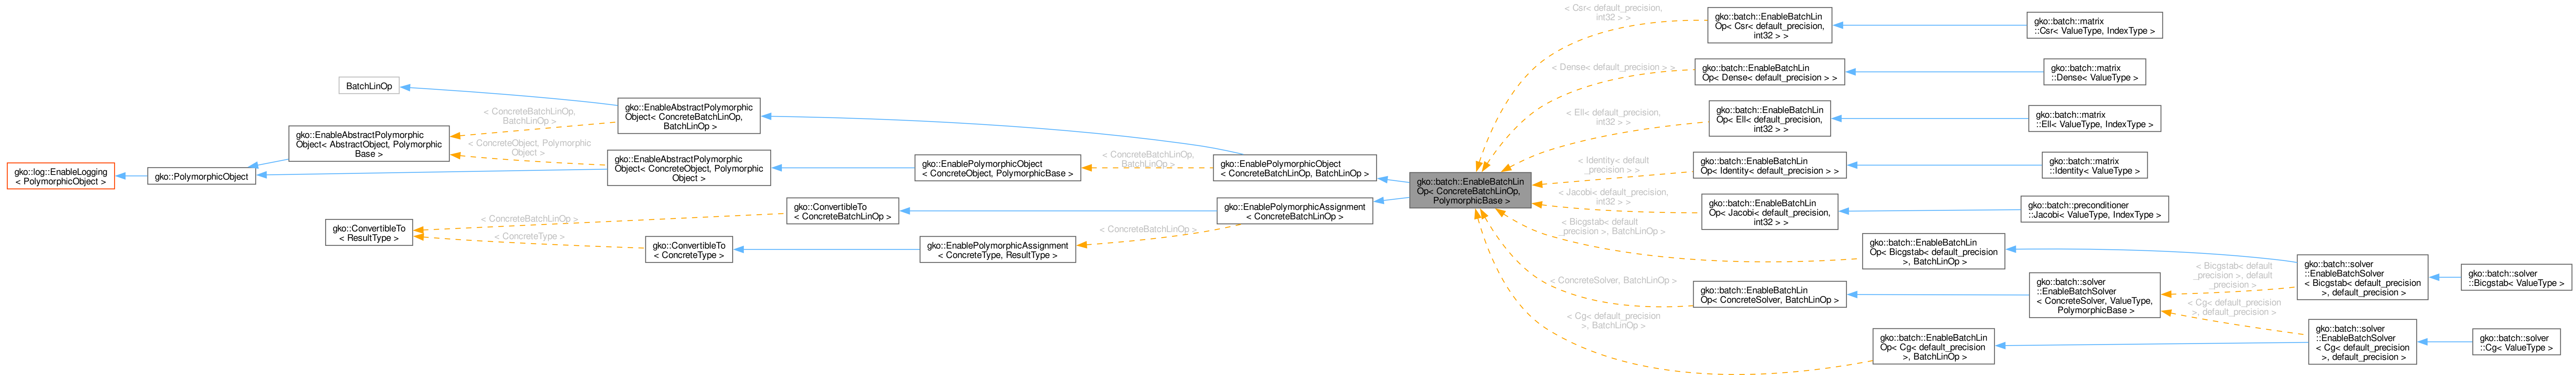 gko::log::EnableLogging
< PolymorphicObject >
gko::PolymorphicObject
gko::EnableAbstractPolymorphic
Object< AbstractObject, Polymorphic
Base >
BatchLinOp
gko::ConvertibleTo
< ResultType >
< ConcreteBatchLinOp,
BatchLinOp >
< ConcreteObject, Polymorphic
Object >
< ConcreteBatchLinOp >
< ConcreteType >
gko::EnableAbstractPolymorphic
Object< ConcreteBatchLinOp,
BatchLinOp >
gko::EnableAbstractPolymorphic
Object< ConcreteObject, Polymorphic
Object >
gko::ConvertibleTo
< ConcreteBatchLinOp >
gko::ConvertibleTo
< ConcreteType >
gko::EnablePolymorphicObject
< ConcreteObject, PolymorphicBase >
gko::EnablePolymorphicAssignment
< ConcreteType, ResultType >
< ConcreteBatchLinOp,
BatchLinOp >
< ConcreteBatchLinOp >
gko::EnablePolymorphicObject
< ConcreteBatchLinOp, BatchLinOp >
gko::EnablePolymorphicAssignment
< ConcreteBatchLinOp >
gko::batch::EnableBatchLin
Op< ConcreteBatchLinOp,
PolymorphicBase >
< Csr< default_precision,
int32 > >
< Dense< default_precision > >
< Ell< default_precision,
int32 > >
< Identity< default
_precision > >
< Jacobi< default_precision,
int32 > >
< Bicgstab< default
_precision >, BatchLinOp >
< ConcreteSolver, BatchLinOp >
< Cg< default_precision
>, BatchLinOp >
gko::batch::EnableBatchLin
Op< Csr< default_precision,
int32 > >
gko::batch::matrix
::Csr< ValueType, IndexType >
gko::batch::EnableBatchLin
Op< Dense< default_precision > >
gko::batch::matrix
::Dense< ValueType >
gko::batch::EnableBatchLin
Op< Ell< default_precision,
int32 > >
gko::batch::matrix
::Ell< ValueType, IndexType >
gko::batch::EnableBatchLin
Op< Identity< default_precision > >
gko::batch::matrix
::Identity< ValueType >
gko::batch::EnableBatchLin
Op< Jacobi< default_precision,
int32 > >
gko::batch::preconditioner
::Jacobi< ValueType, IndexType >
gko::batch::EnableBatchLin
Op< Bicgstab< default_precision
>, BatchLinOp >
gko::batch::EnableBatchLin
Op< ConcreteSolver, BatchLinOp >
gko::batch::solver
::EnableBatchSolver
< ConcreteSolver, ValueType,
PolymorphicBase >
gko::batch::EnableBatchLin
Op< Cg< default_precision
>, BatchLinOp >
< Bicgstab< default
_precision >, default
_precision >
< Cg< default_precision
>, default_precision >
gko::batch::solver
::EnableBatchSolver
< Bicgstab< default_precision
>, default_precision >
gko::batch::solver
::Bicgstab< ValueType >
gko::batch::solver
::EnableBatchSolver
< Cg< default_precision
>, default_precision >
gko::batch::solver
::Cg< ValueType >